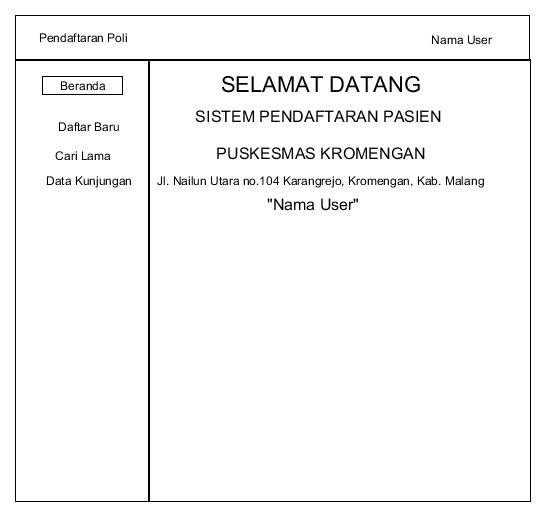 Pendaftaran Poli
Nama User
Beranda
Daftar Baru
Cari Lama
Data Kunjungan
SELAMAT DATANG
SISTEM PENDAFTARAN PASIEN
PUSKESMAS KROMENGAN
Jl. Nailun Utara no.104 Karangrejo, Kromengan, Kab. Malang
"Nama User"